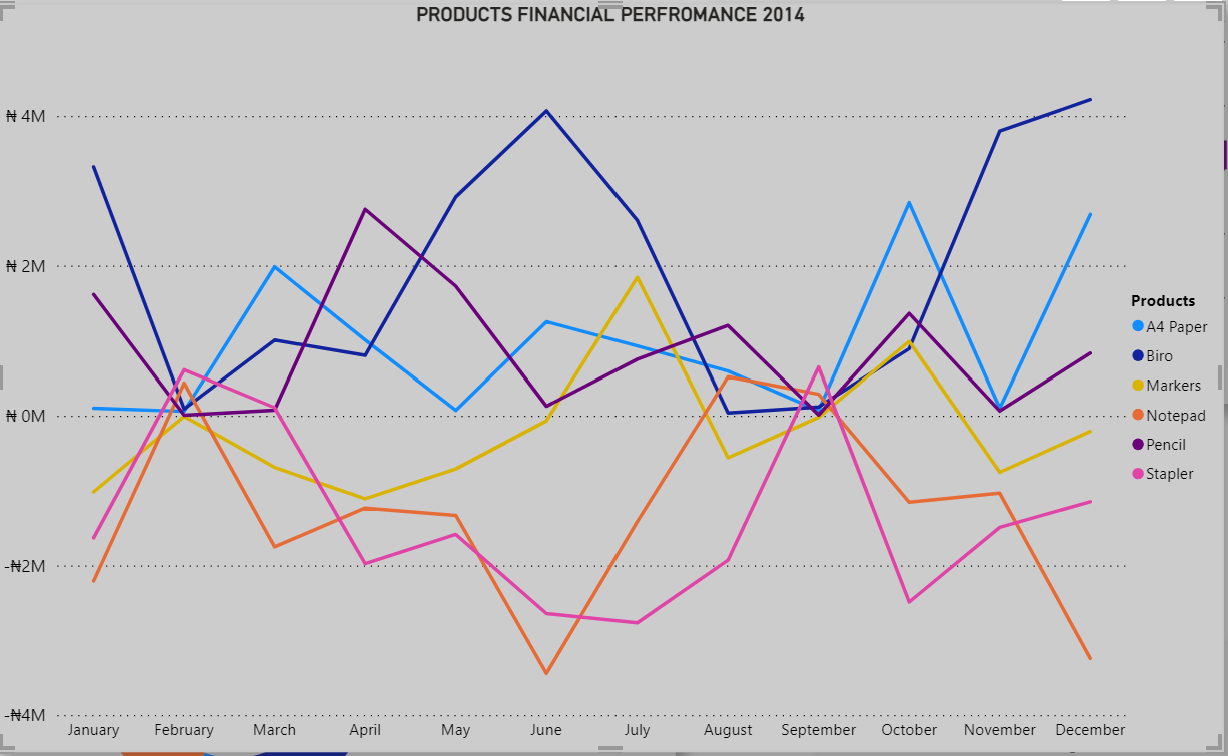 PRODUCTS FINANCIAL PERFROMANCE 2014
₦ 4M
₦ 2M
₦ 0M
-₦2M
-₦4M
January February March April May June July August September October November December
Products
A4 Paper
Biro
Markers
Notepad
Pencil
Stapler